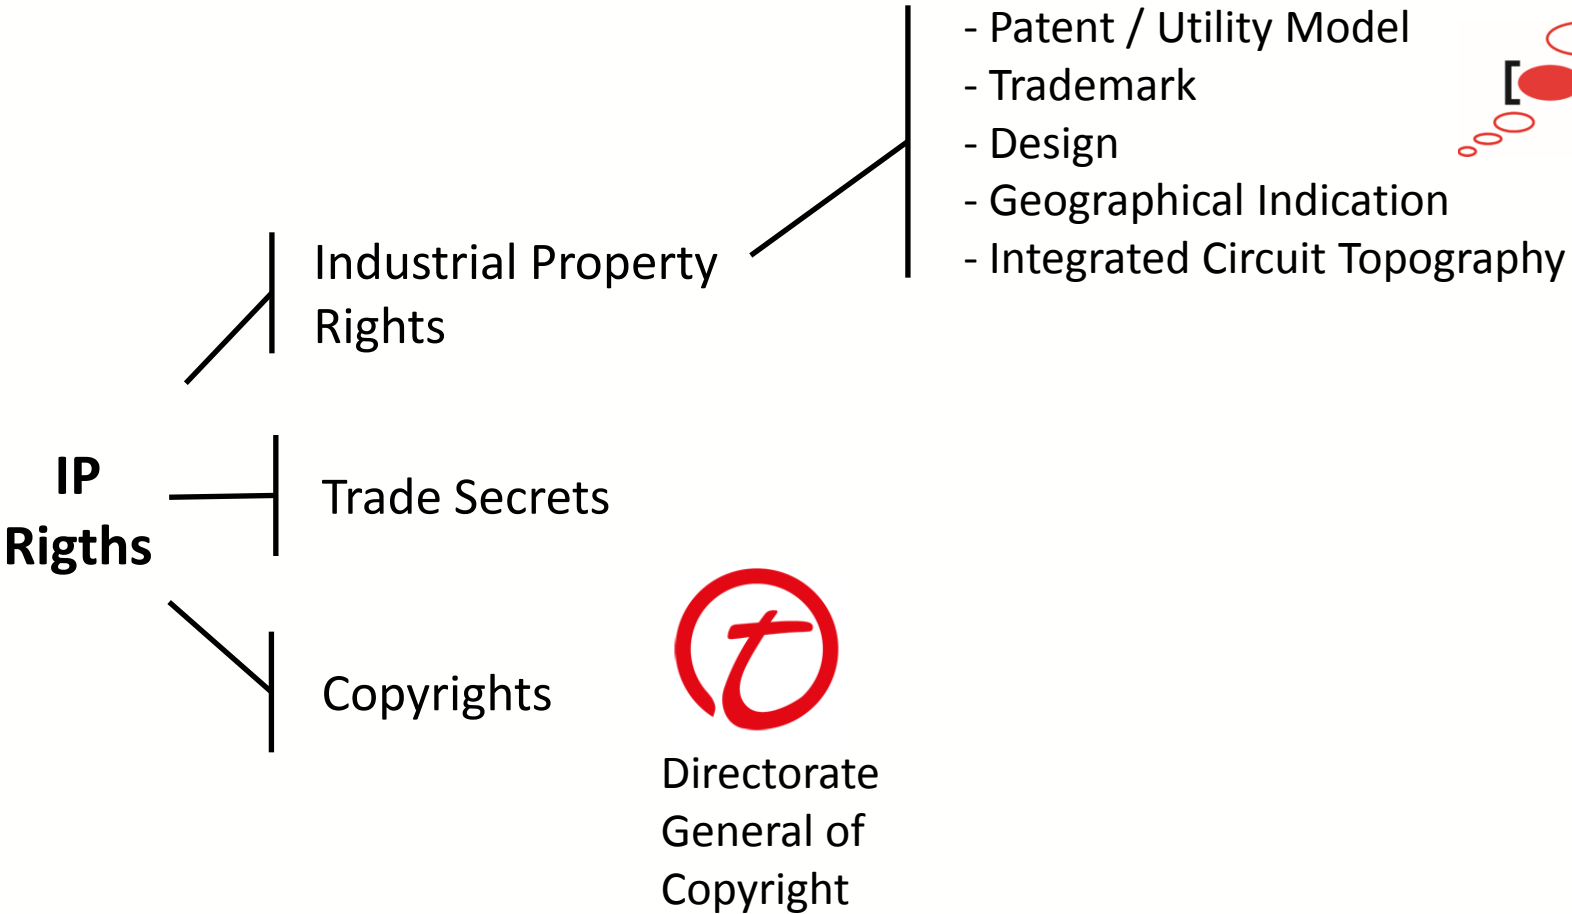 - Patent / Utility Model
- Trademark
- Design
- Geographical Indication
- Integrated Circuit Topography
Industrial Property
Rights
IP
Rigths
Trade Secrets
Copyrights
t
Directorate
General of
Copyright